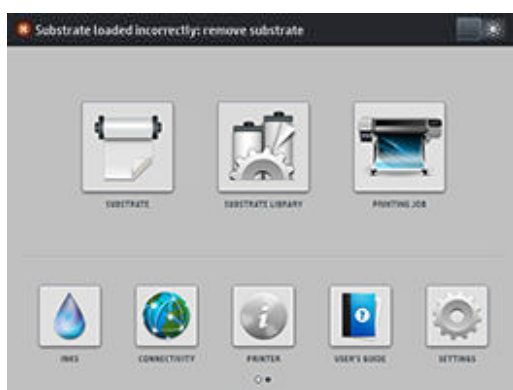 Substrate loaded incorrectly: remove substrate
SUBSTRATE
SUBSTRATE LIBRARY
PRINTING JOB
INKS
CONNECTIVITY
PRINTER
USER'S GUIDE
SETTINGS